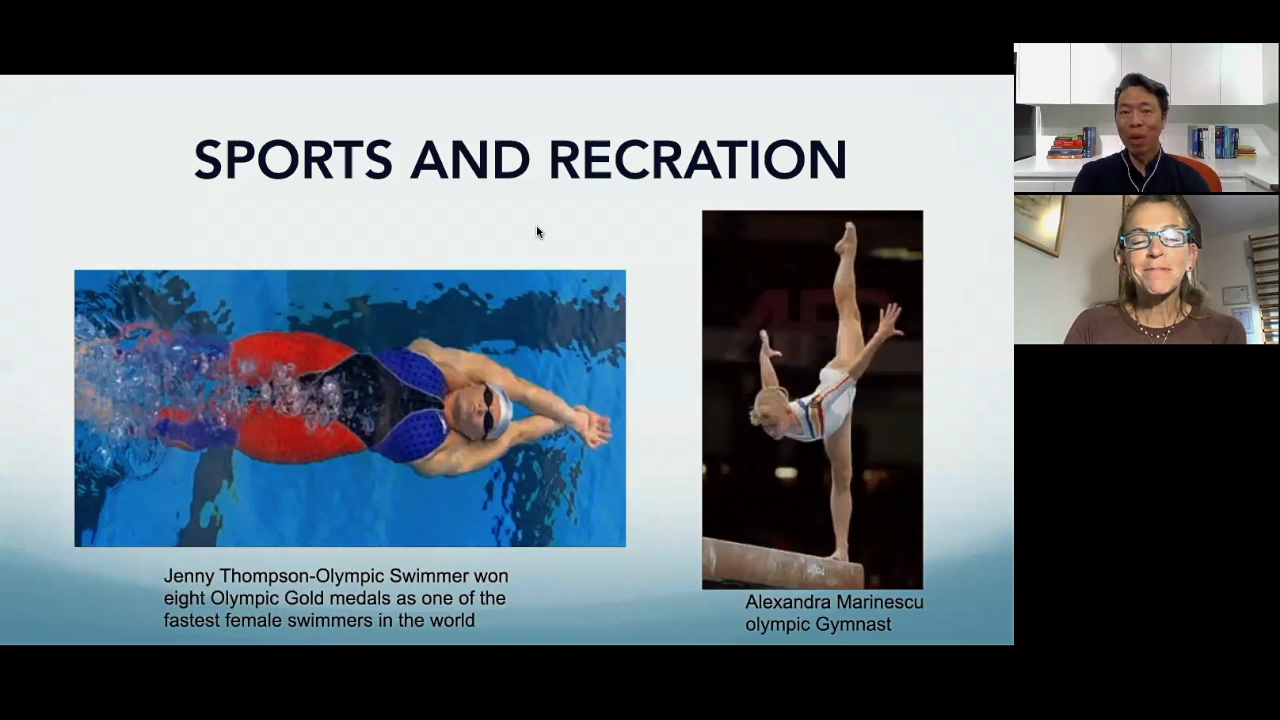 SPORTS AND RECRATION
Jenny Thompson-Olympic Swimmer won
eight Olympic Gold medals as one of the
fastest female swimmers in the world
Alexandra Marinescu
olympic Gymnast